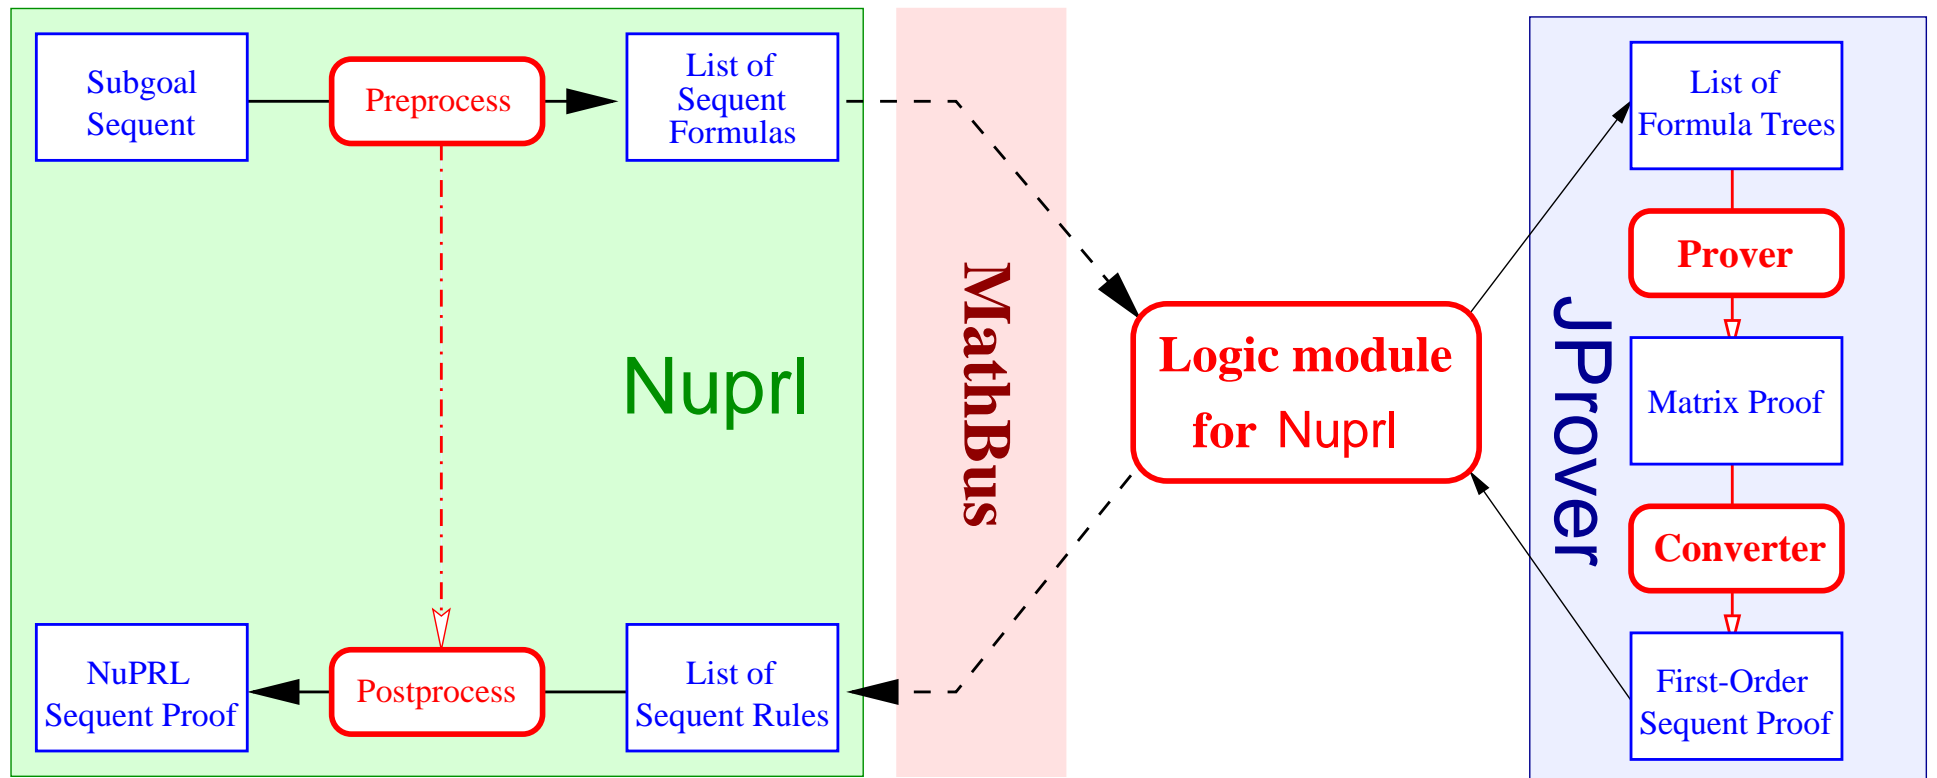 Subgoal
Sequent
Preprocess
List of
Sequent
Formulas
Nuprl
NuPRL
Sequent Proof
Postprocess
List of
Sequent Rules
MathBus
Logic module
for Nuprl
JProver
List of
Formula Trees
Prover
Matrix Proof
Converter
First-Order
Sequent Proof